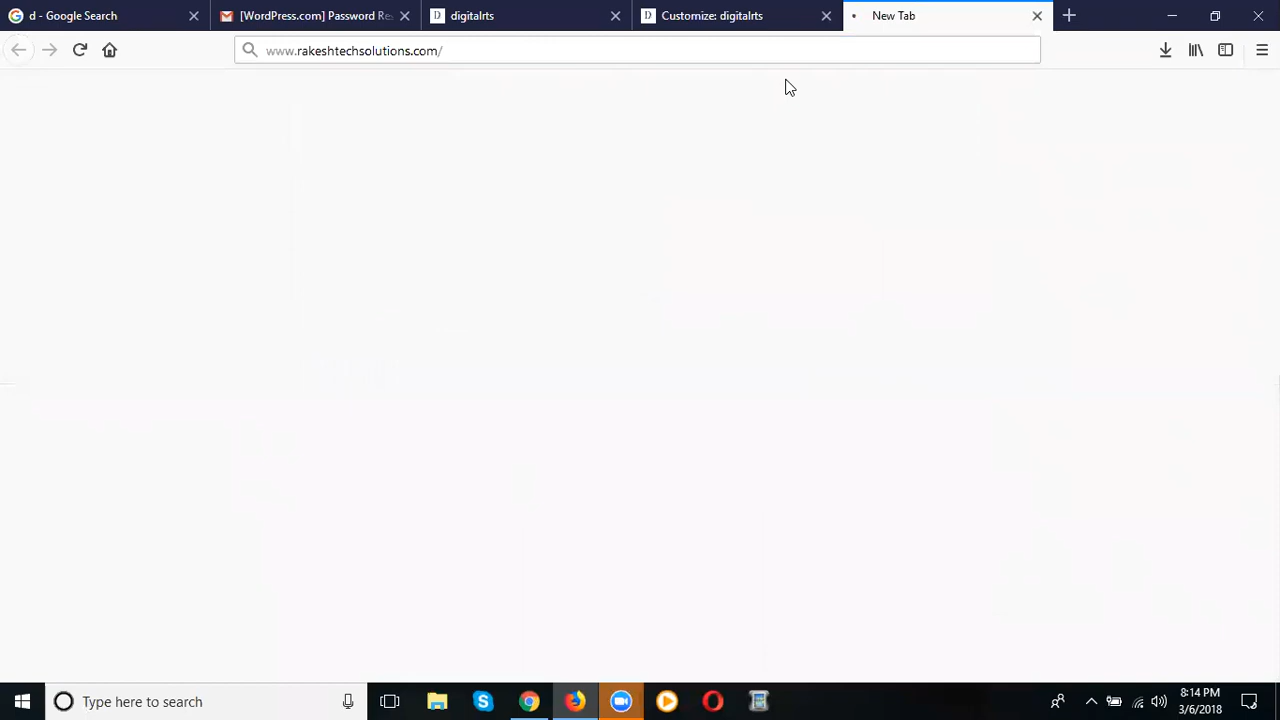 d - Google Search
[WordPress.com] Password Re
digitalrts
Customize: digitalrts
New Tab
www.rakeshtechsolutions.com/
Type here to search
8:14 PM
3/6/2018